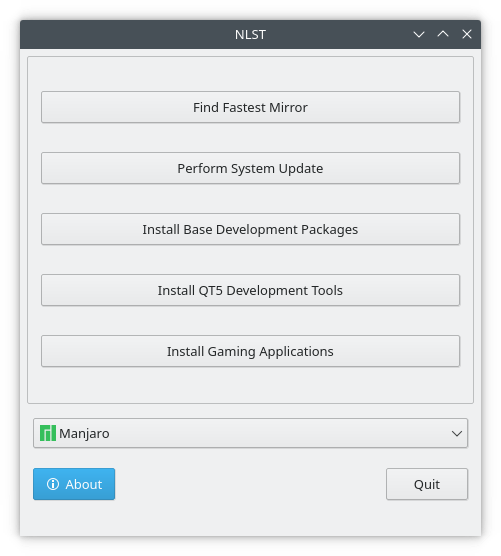 NLST
Find Fastest Mirror
Perform System Update
Install Base Development Packages
Install QT5 Development Tools
Install Gaming Applications
Manjaro
About
Quit